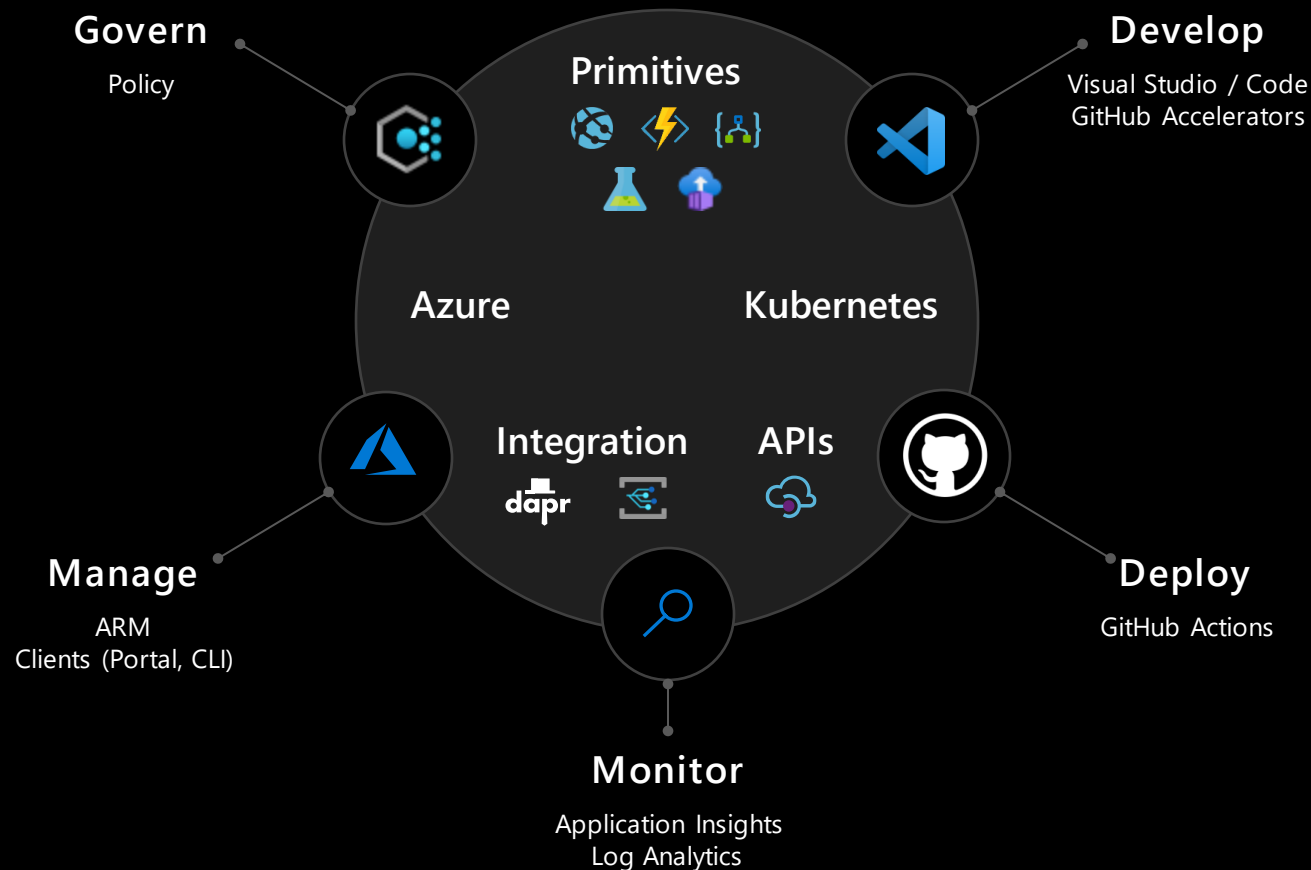 Govern
Policy
Primitives
Develop
Visual Studio / Code
GitHub Accelerators
Azure
Kubernetes
Integration
APIs
dapr
Manage
ARM
Clients (Portal, CLI)
Deploy
GitHub Actions
Monitor
Application Insights
Log Analytics